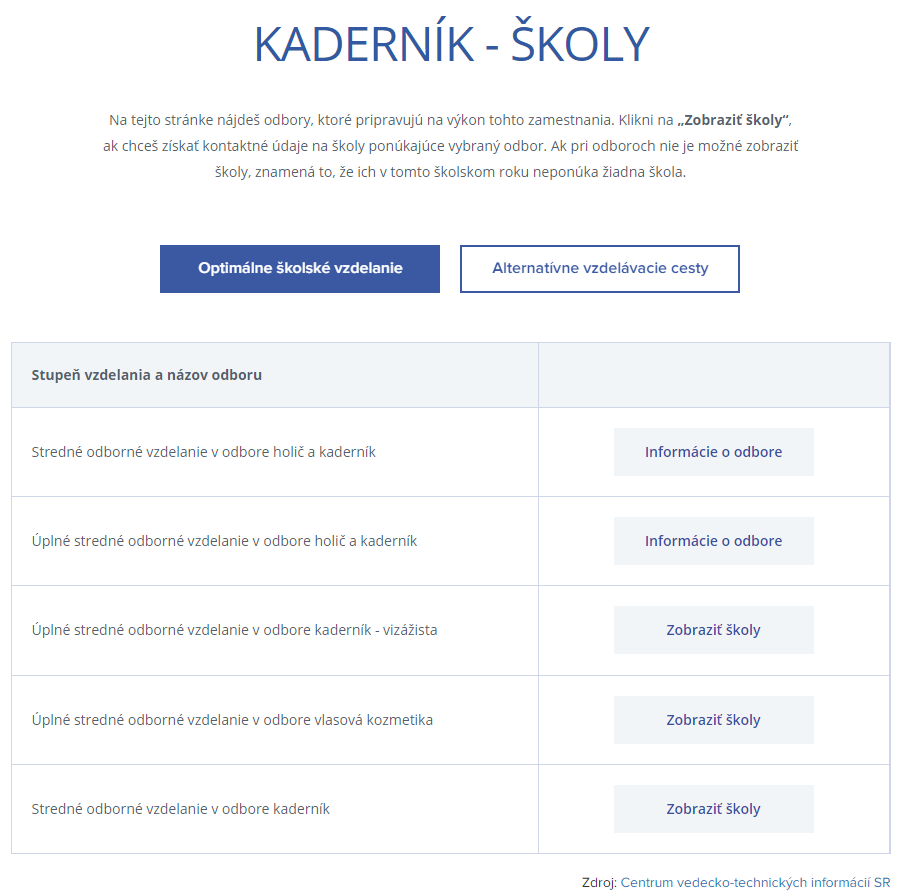 KADERNÍK - ŠKOLY
Na tejto stránke nájdeš odbory, ktoré pripravujú na výkon tohto zamestnania. Klikni na „Zobraziť školy“,
ak chceš získať kontaktné údaje na školy ponúkajúce vybraný odbor. Ak pri odboroch nie je možné zobraziť
školy, znamená to, že ich v tomto školskom roku neponúka žiadna škola.
Optimálne školské vzdelanie
Alternatívne vzdelávacie cesty
Stupeň vzdelania a názov odboru
Stredné odborné vzdelanie v odbore holič a kaderník
Informácie o odbore
Úplné stredné odborné vzdelanie v odbore holič a kaderník
Informácie o odbore
Úplné stredné odborné vzdelanie v odbore kaderník - vizážista
Zobraziť školy
Úplné stredné odborné vzdelanie v odbore vlasová kozmetika
Zobraziť školy
Stredné odborné vzdelanie v odbore kaderník
Zobraziť školy
Zdroj: Centrum vedecko-technických informácií SR